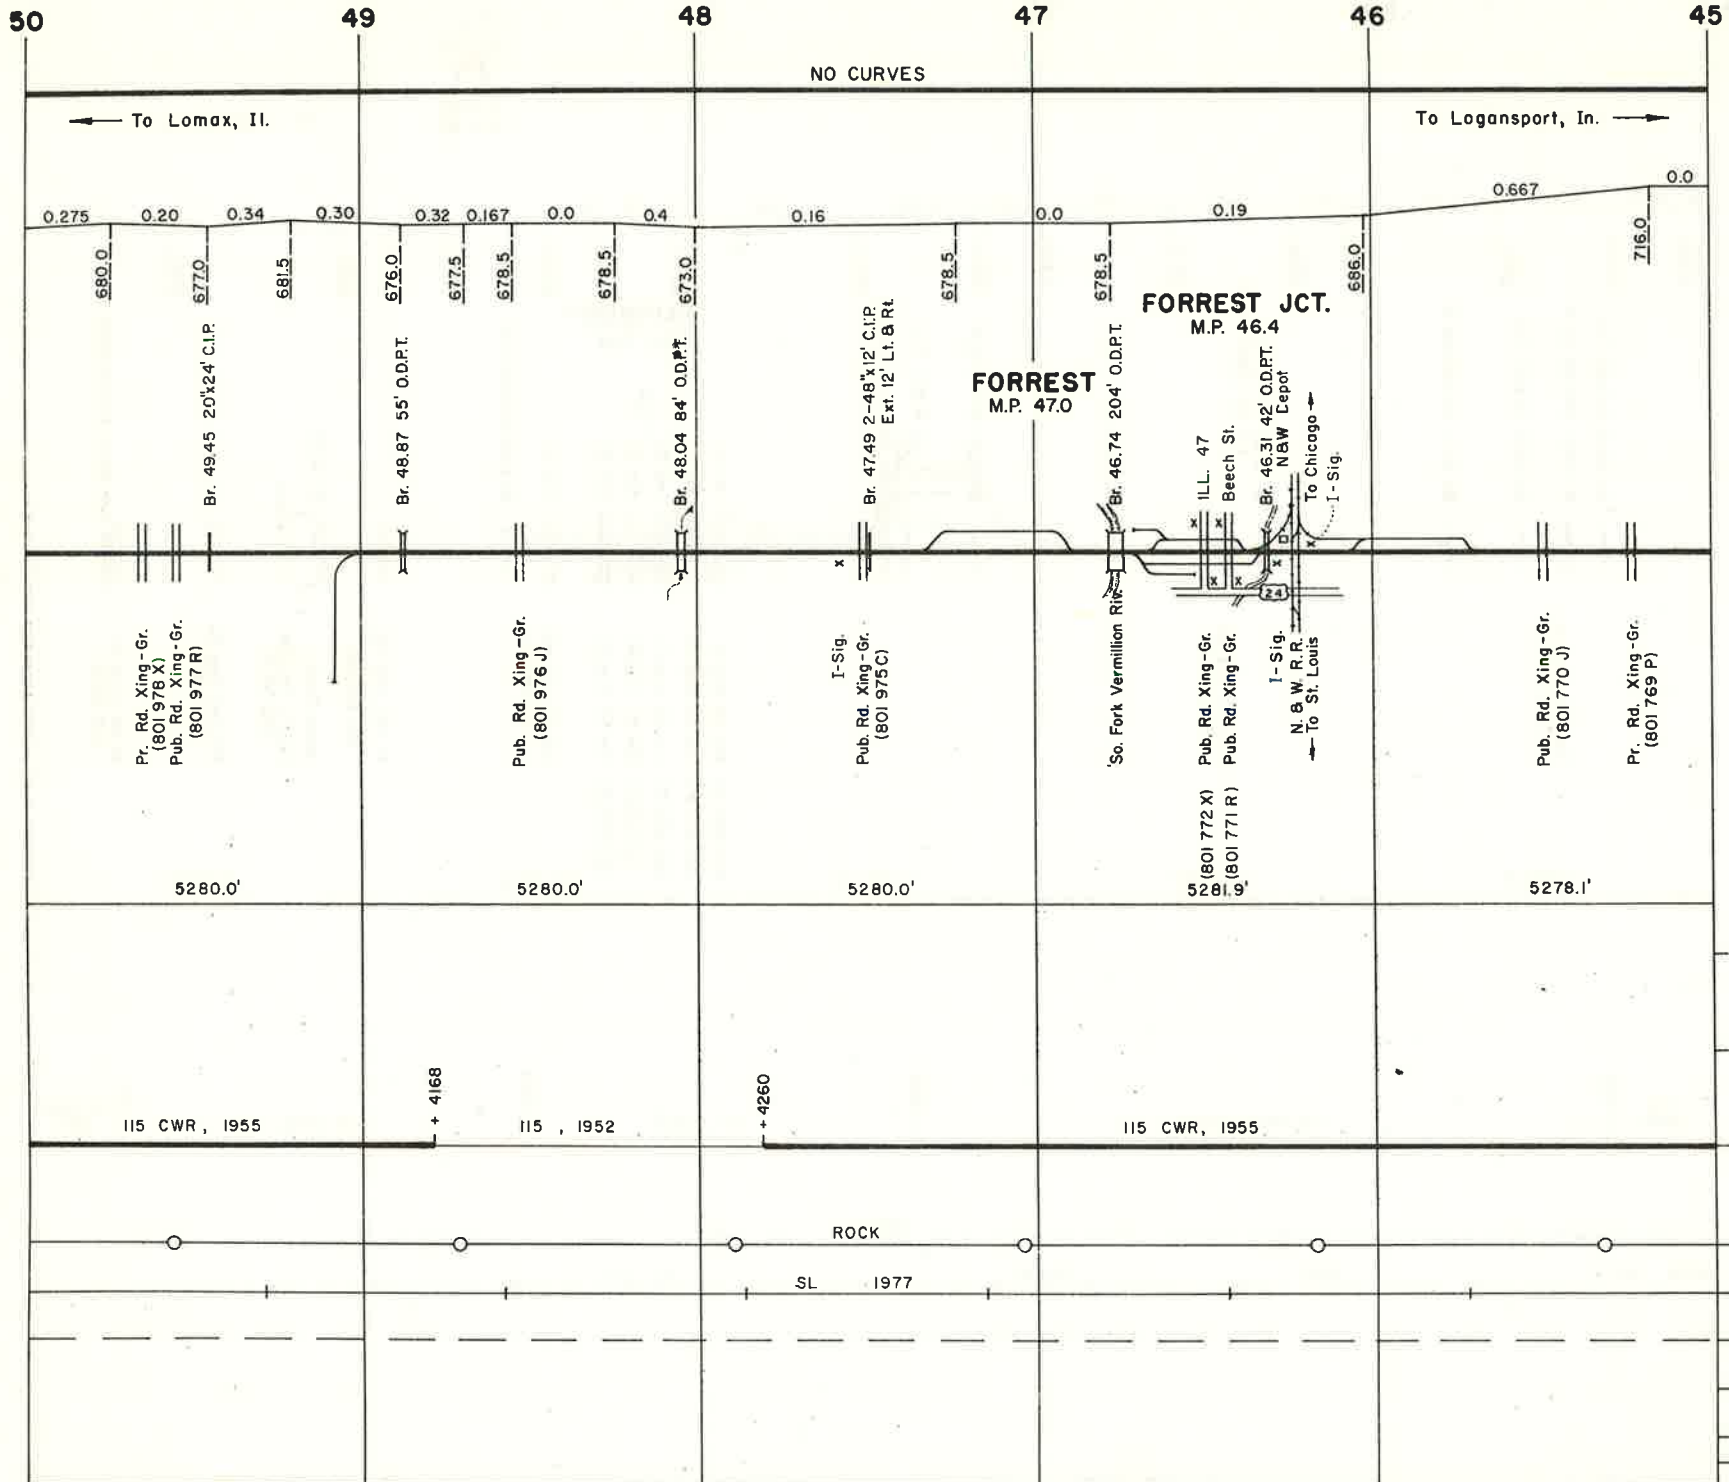 50 49 48 47 46 45
NO CURVES
To Lomax, Il.
To Logansport, In.
0.275 0.20 0.34 0.30 0.32 0.167 0.0 0.4 0.16 0.0 0.19 0.667 0.0
680.0
677.0
681.5
676.0
677.5
678.5
678.5
673.0
678.5
678.5
686.0
716.0
FORREST JCT.
M.P. 46.4
FORREST
M.P. 47.0
Br. 49.45 20"x24' C.I.P.
Br. 48.87 55' O.D.P.T.
Br. 48.04 84' O.D.P.T.
Br. 47.49 2-48"x12' C.I.P.
Ext. 12' Lt. & Rt.
Br. 46.74 204' O.D.P.T.
ILL. 47
Beech St.
Br. 46.31 42' O.D.P.T.
N&W Depot
To Chicago
I-Sig.
x x x x x x x
24
Pr. Rd. Xing-Gr.
(801 978 X)
Pub. Rd. Xing-Gr.
(801 977 R)
Pub. Rd. Xing-Gr.
(801 976 J)
I-Sig.
Pub. Rd. Xing-Gr.
(801 975 C)
So. Fork Vermillion Riv.
(801 772 X) Pub. Rd. Xing-Gr.
(801 771 R) Pub. Rd. Xing-Gr.
I-Sig.
N. & W. R.R.
To St. Louis
Pub. Rd. Xing-Gr.
(801 770 J)
Pr. Rd. Xing-Gr.
(801 769 P)
5280.0' 5280.0' 5280.0' 5281.9' 5278.1'
+ 4168
+ 4260
115 CWR, 1955 115 , 1952 115 CWR, 1955
ROCK
SL 1977